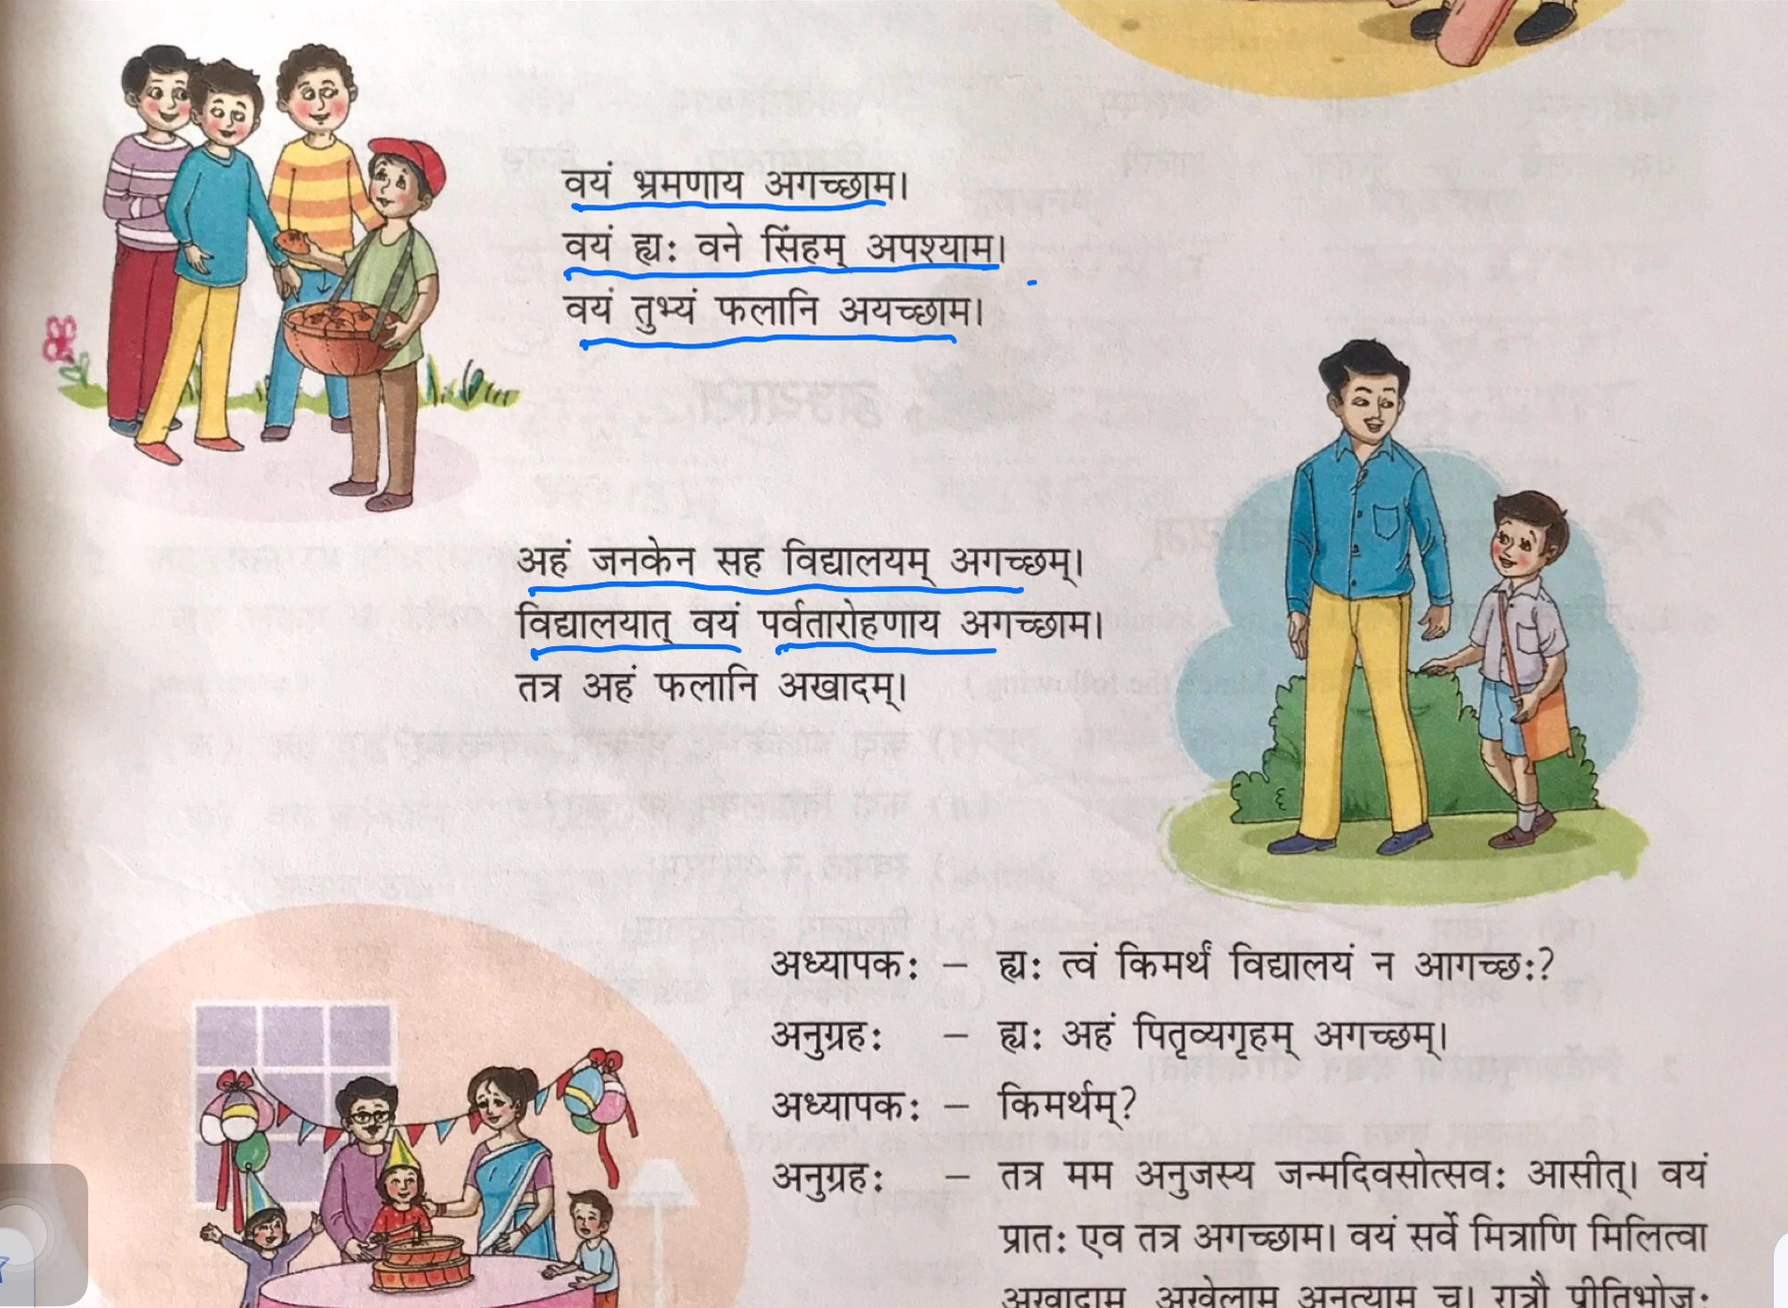 वयं भ्रमणाय अगच्छाम।
वयं ह्यः वने सिंहम् अपश्याम।
वयं तुभ्यं फलानि अयच्छाम।
अहं जनकेन सह विद्यालयम् अगच्छम्।
विद्यालयात् वयं पर्वतारोहणाय अगच्छाम।
तत्र अहं फलानि अखादम्।
अध्यापकः – ह्यः त्वं किमर्थं विद्यालयं न आगच्छः?
अनुग्रहः – ह्यः अहं पितृव्यगृहम् अगच्छम्।
अध्यापकः – किमर्थम्?
अनुग्रहः – तत्र मम अनुजस्य जन्मदिवसोत्सवः आसीत्। वयं
प्रातः एव तत्र अगच्छाम। वयं सर्वे मित्राणि मिलित्वा
अखादाम, अखेलाम अनृत्याम च। रात्रौ प्रीतिभोजः